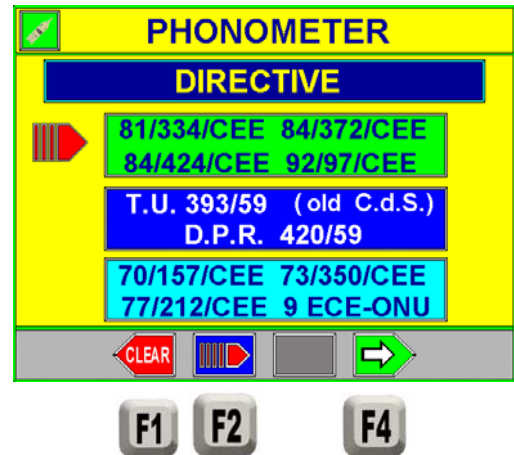 PHONOMETER
DIRECTIVE
81/334/CEE 84/372/CEE
84/424/CEE 92/97/CEE
T.U. 393/59 ( old C.d.S.)
D.P.R. 420/59
70/157/CEE 73/350/CEE
77/212/CEE 9 ECE-ONU
CLEAR
F1 F2 F4